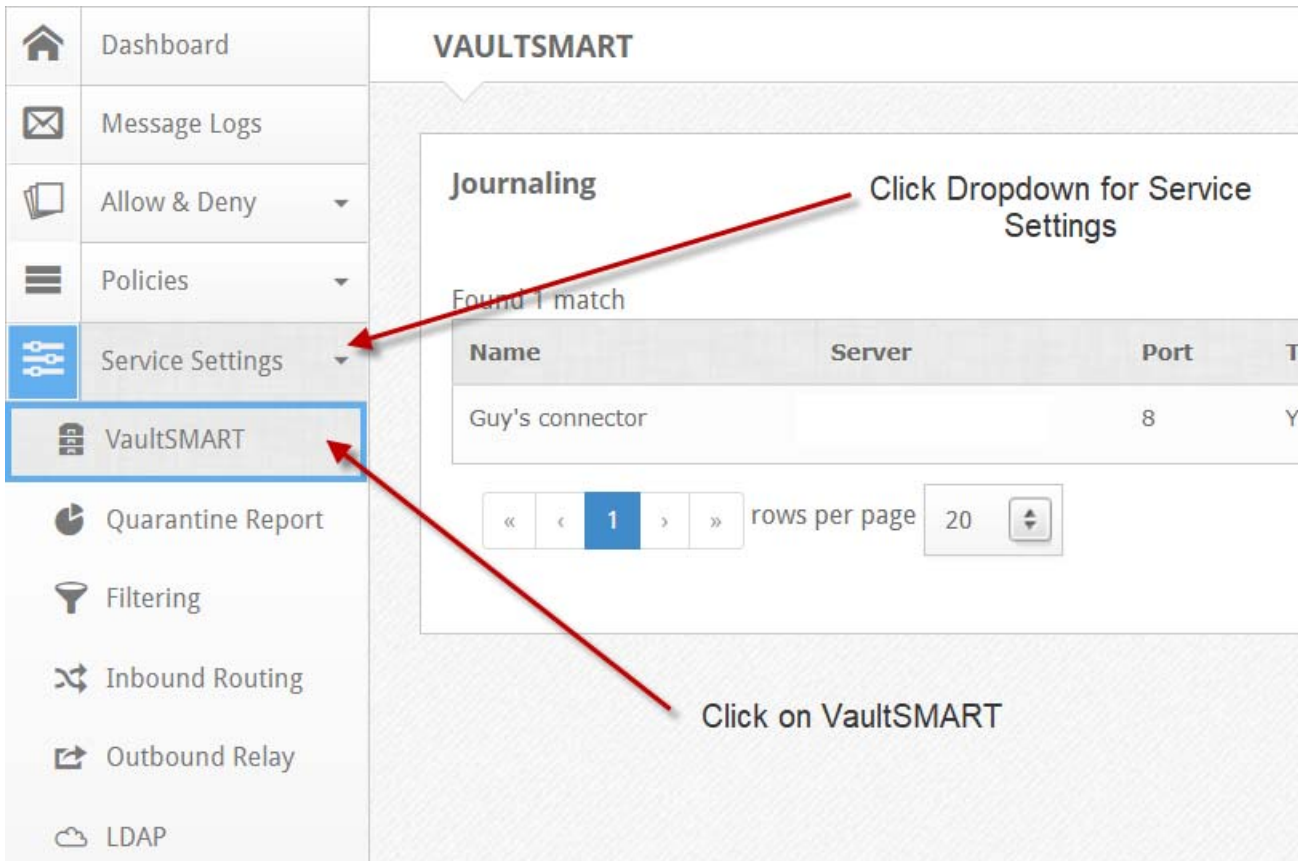 Dashboard
Message Logs
Allow & Deny
Policies
Service Settings
VaultSMART
Quarantine Report
Filtering
Inbound Routing
Outbound Relay
LDAP
VAULTSMART
Journaling
Click Dropdown for Service
Settings
Found 1 match
Name Server Port T
Guy's connector 8 Y
« ‹ 1 › » rows per page 20
Click on VaultSMART